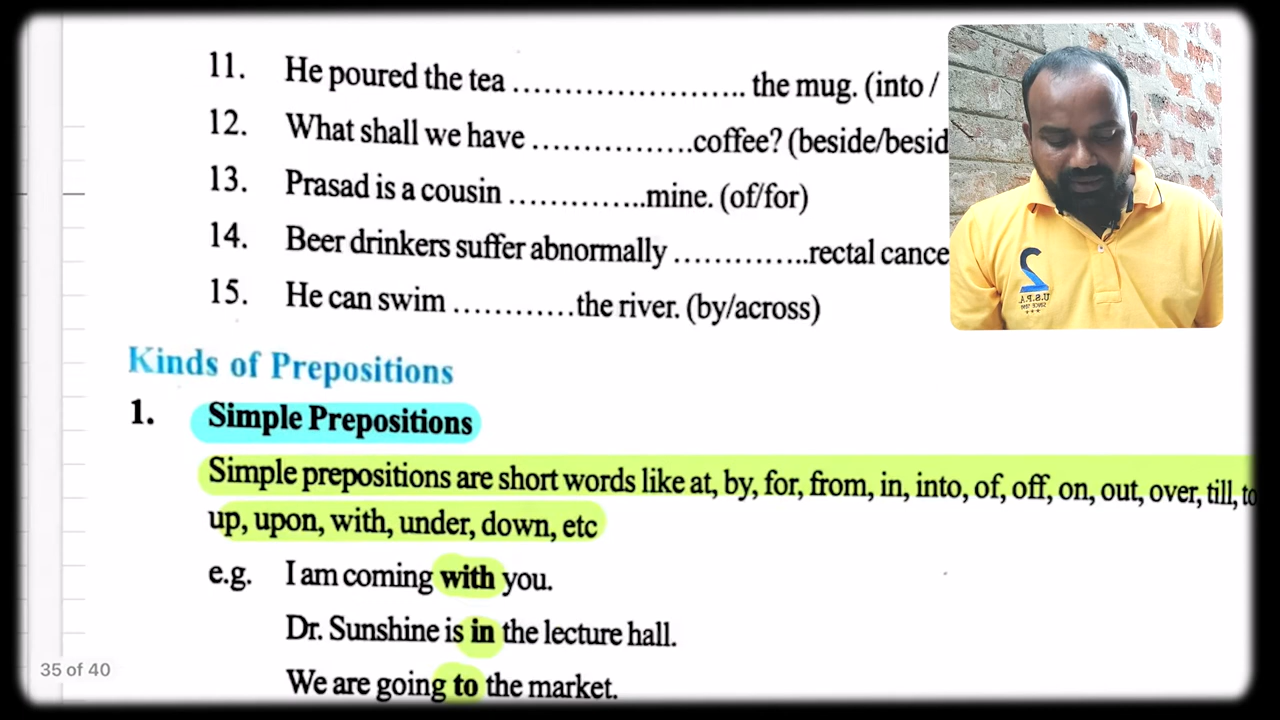 11. He poured the tea ........................ the mug. (into /
12. What shall we have ................coffee? (beside/besid
13. Prasad is a cousin ..............mine. (of/for)
14. Beer drinkers suffer abnormally ..............rectal cance
15. He can swim ............the river. (by/across)
Kinds of Prepositions
1. Simple Prepositions
Simple prepositions are short words like at, by, for, from, in, into, of, off, on, out, over, till, to
up, upon, with, under, down, etc
e.g. I am coming with you.
Dr. Sunshine is in the lecture hall.
We are going to the market.
35 of 40
2
U.S.P.A
SINCE 1890